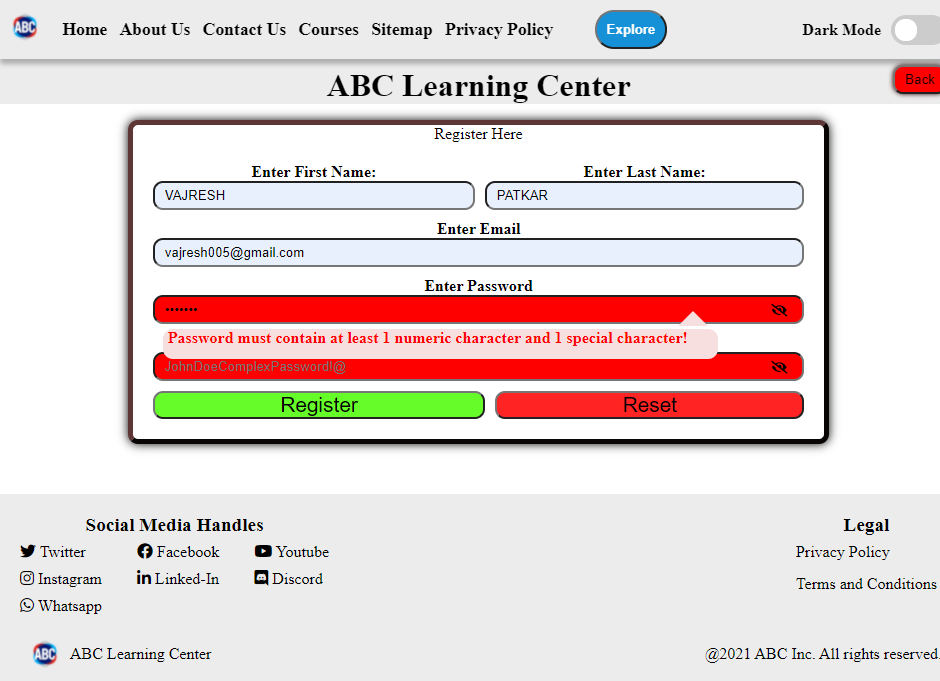 ABC Home About Us Contact Us Courses Sitemap Privacy Policy Explore Dark Mode
Back
ABC Learning Center
Register Here
Enter First Name: Enter Last Name:
VAJRESH PATKAR
Enter Email
vajresh005@gmail.com
Enter Password
•••••••
Password must contain at least 1 numeric character and 1 special character!
JohnDoeComplexPassword!@
Register Reset
Social Media Handles Legal
Twitter Facebook Youtube Privacy Policy
Instagram Linked-In Discord Terms and Conditions
Whatsapp
ABC ABC Learning Center @2021 ABC Inc. All rights reserved.